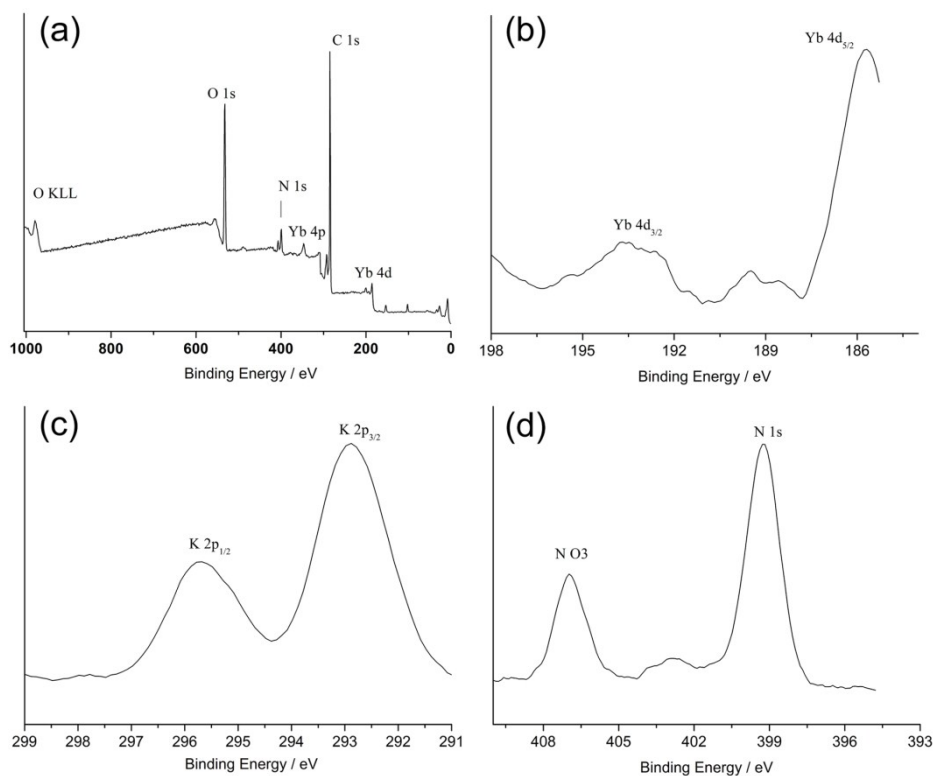 (a)
C 1s
O 1s
N 1s
O KLL
Yb 4p
Yb 4d
1000 800 600 400 200 0
Binding Energy / eV
(b)
Yb 4d5/2
Yb 4d3/2
198 195 192 189 186
Binding Energy / eV
(c)
K 2p3/2
K 2p1/2
299 298 297 296 295 294 293 292 291
Binding Energy / eV
(d)
N 1s
N O3
408 405 402 399 396 393
Binding Energy / eV